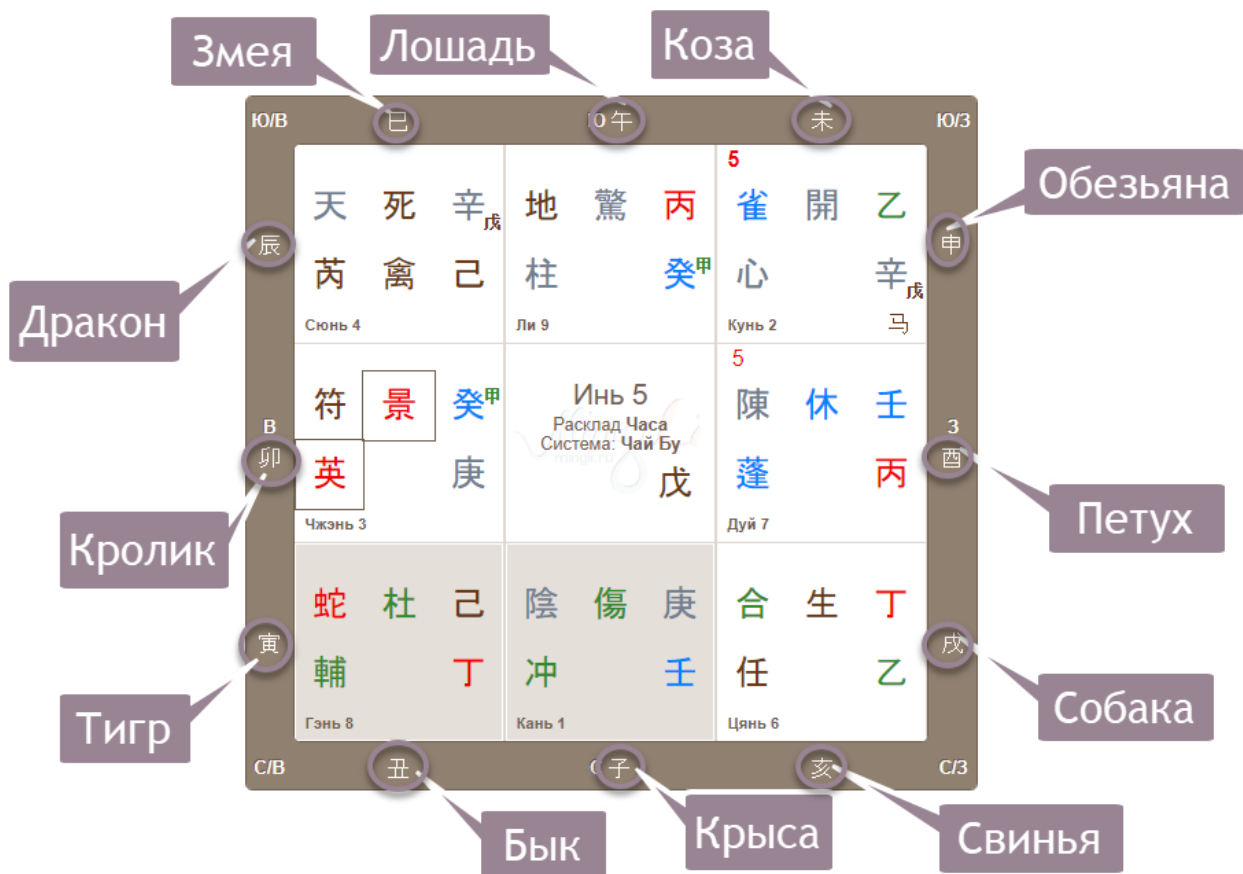 Змея
Лошадь
Коза
Ю/В
巳
午
未
Ю/З
Обезьяна
天 死 辛戊
芮 禽 己
Сюнь 4
地 驚 丙
柱 癸甲
Ли 9
5
雀 開 乙
心 辛戊
马
Кунь 2
辰
申
Дракон
符 景 癸甲
英 庚
Чжэнь 3
Инь 5
Расклад Часа
Система: Чай Бу
mingli.ru
戊
5
陳 休 壬
蓬 丙
Дуй 7
В
卯
З
酉
Кролик
Петух
蛇 杜 己
輔 丁
Гэнь 8
陰 傷 庚
冲 壬
Кань 1
合 生 丁
任 乙
Цянь 6
寅
戌
Тигр
Собака
С/В
丑
子
亥
С/З
Бык
Крыса
Свинья